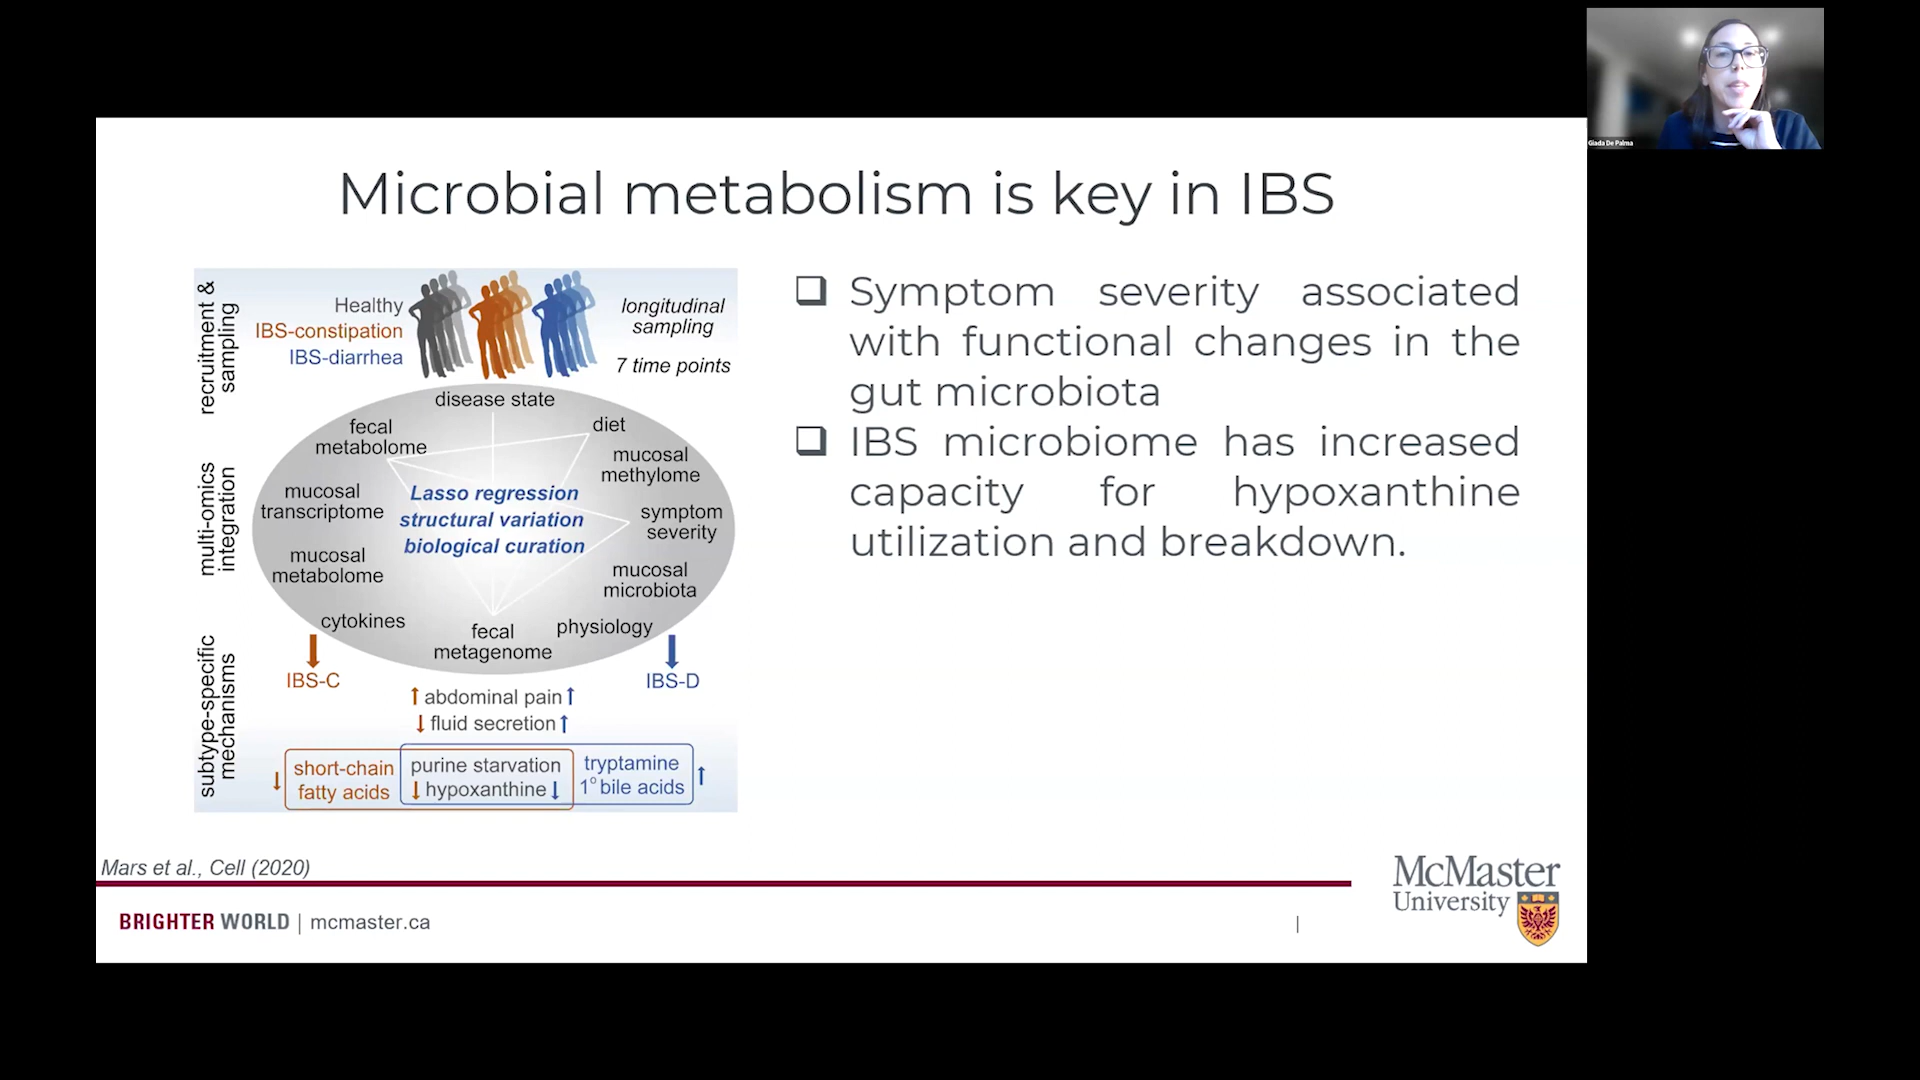 Giada De Palma
Microbial metabolism is key in IBS
recruitment &
sampling
Healthy
IBS-constipation
IBS-diarrhea
longitudinal
sampling
7 time points
multi-omics
integration
disease state
fecal
metabolome
diet
mucosal
methylome
mucosal
transcriptome
Lasso regression
structural variation
biological curation
symptom
severity
mucosal
metabolome
mucosal
microbiota
cytokines
fecal
metagenome
physiology
subtype-specific
mechanisms
IBS-C
IBS-D
↑ abdominal pain ↑
↓ fluid secretion ↑
↓ short-chain
fatty acids
purine starvation
↓ hypoxanthine ↓
tryptamine
1° bile acids ↑
❑ Symptom severity associated
with functional changes in the
gut microbiota
❑ IBS microbiome has increased
capacity for hypoxanthine
utilization and breakdown.
Mars et al., Cell (2020)
BRIGHTER WORLD | mcmaster.ca
|
McMaster
University